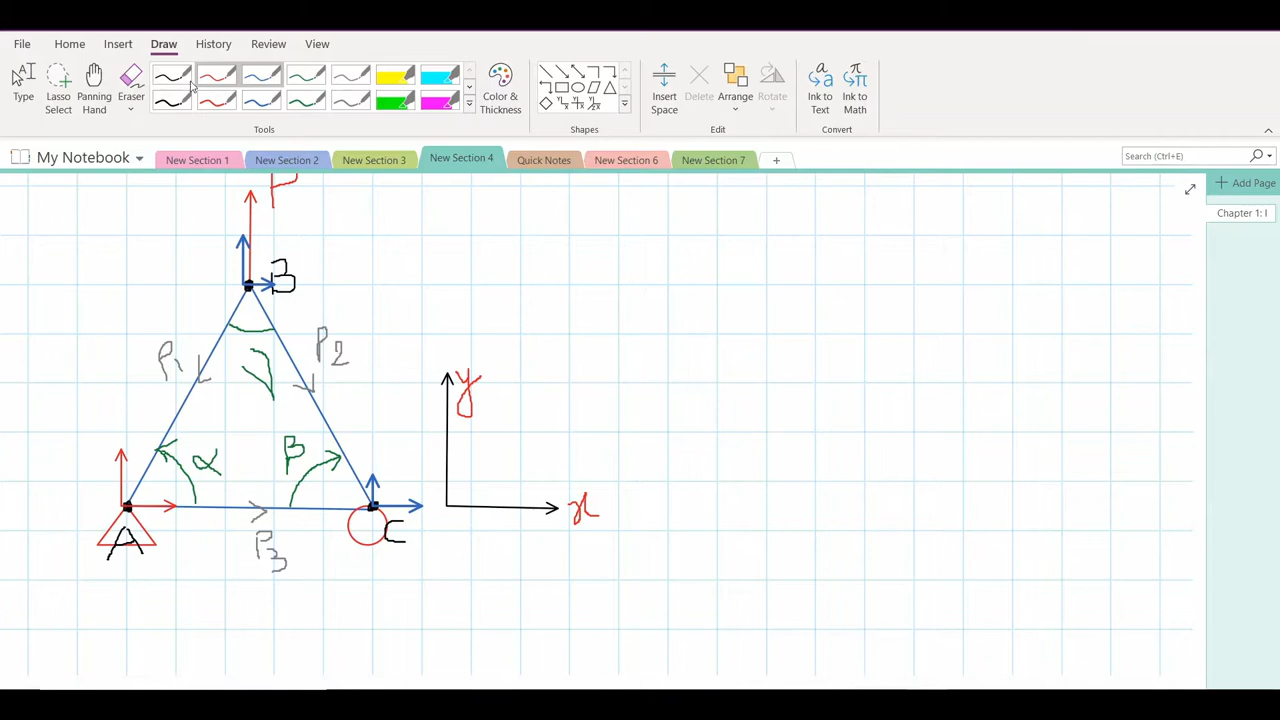 File Home Insert Draw History Review View
Type
Lasso Select
Panning Hand
Eraser
Color & Thickness
Insert Space
Delete
Arrange
Rotate
Ink to Text
Ink to Math
Tools
Shapes
Edit
Convert
My Notebook New Section 1 New Section 2 New Section 3 New Section 4 Quick Notes New Section 6 New Section 7 Search (Ctrl+E)
Add Page
Chapter 1: I
P
B
P1
P2
y
α
β
x
A
C
P3